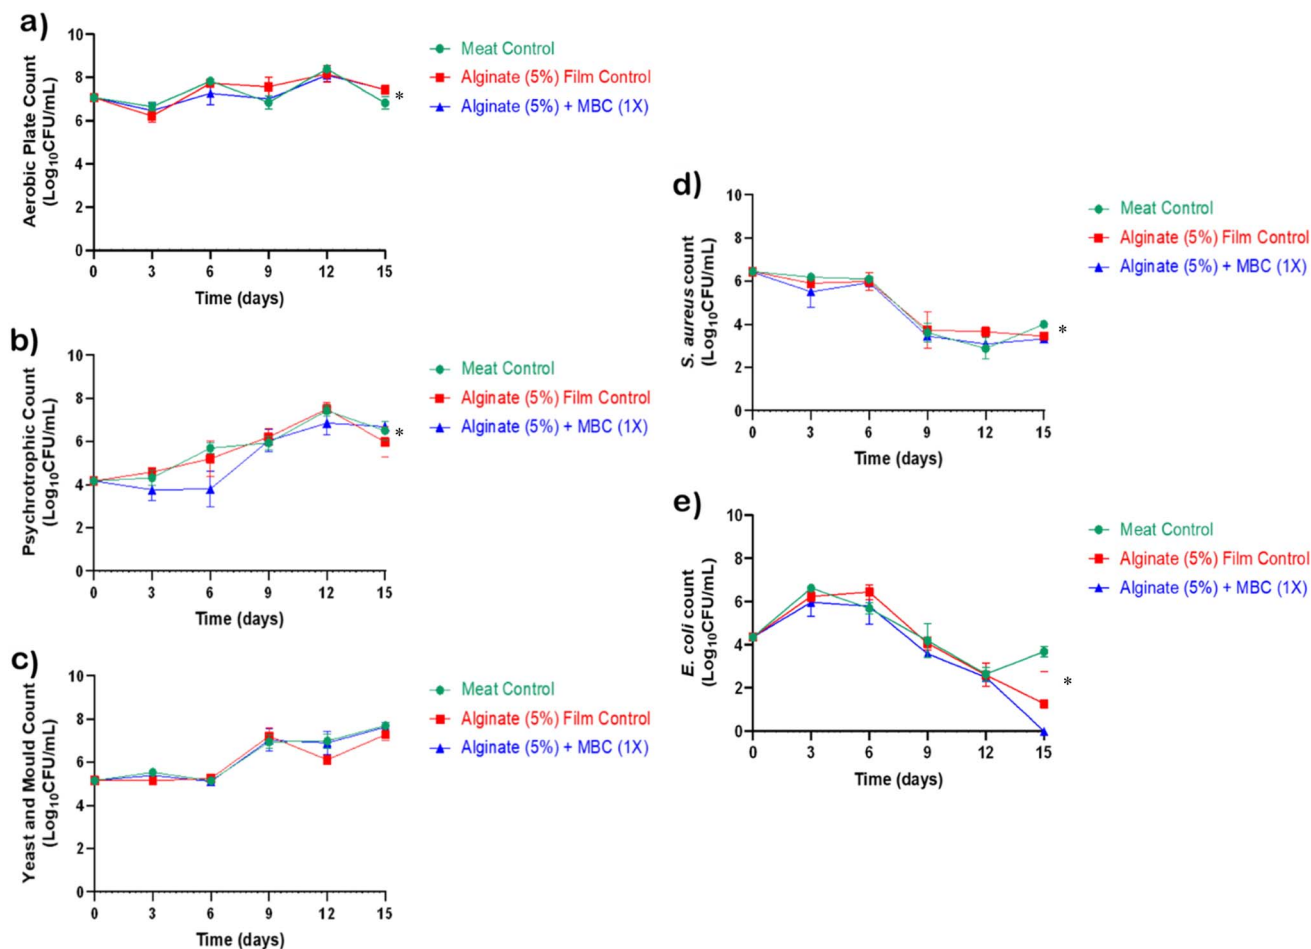 a)
Aerobic Plate Count
(Log₁₀CFU/mL)
10
8
6
4
2
0
0 3 6 9 12 15
Time (days)
*
Meat Control
Alginate (5%) Film Control
Alginate (5%) + MBC (1X)
b)
Psychrotrophic Count
(Log₁₀CFU/mL)
10
8
6
4
2
0
0 3 6 9 12 15
Time (days)
*
Meat Control
Alginate (5%) Film Control
Alginate (5%) + MBC (1X)
c)
Yeast and Mould Count
(Log₁₀CFU/mL)
10
8
6
4
2
0
0 3 6 9 12 15
Time (days)
Meat Control
Alginate (5%) Film Control
Alginate (5%) + MBC (1X)
d)
S. aureus count
(Log₁₀CFU/mL)
10
8
6
4
2
0
0 3 6 9 12 15
Time (days)
*
Meat Control
Alginate (5%) Film Control
Alginate (5%) + MBC (1X)
e)
E. coli count
(Log₁₀CFU/mL)
10
8
6
4
2
0
0 3 6 9 12 15
Time (days)
*
Meat Control
Alginate (5%) Film Control
Alginate (5%) + MBC (1X)